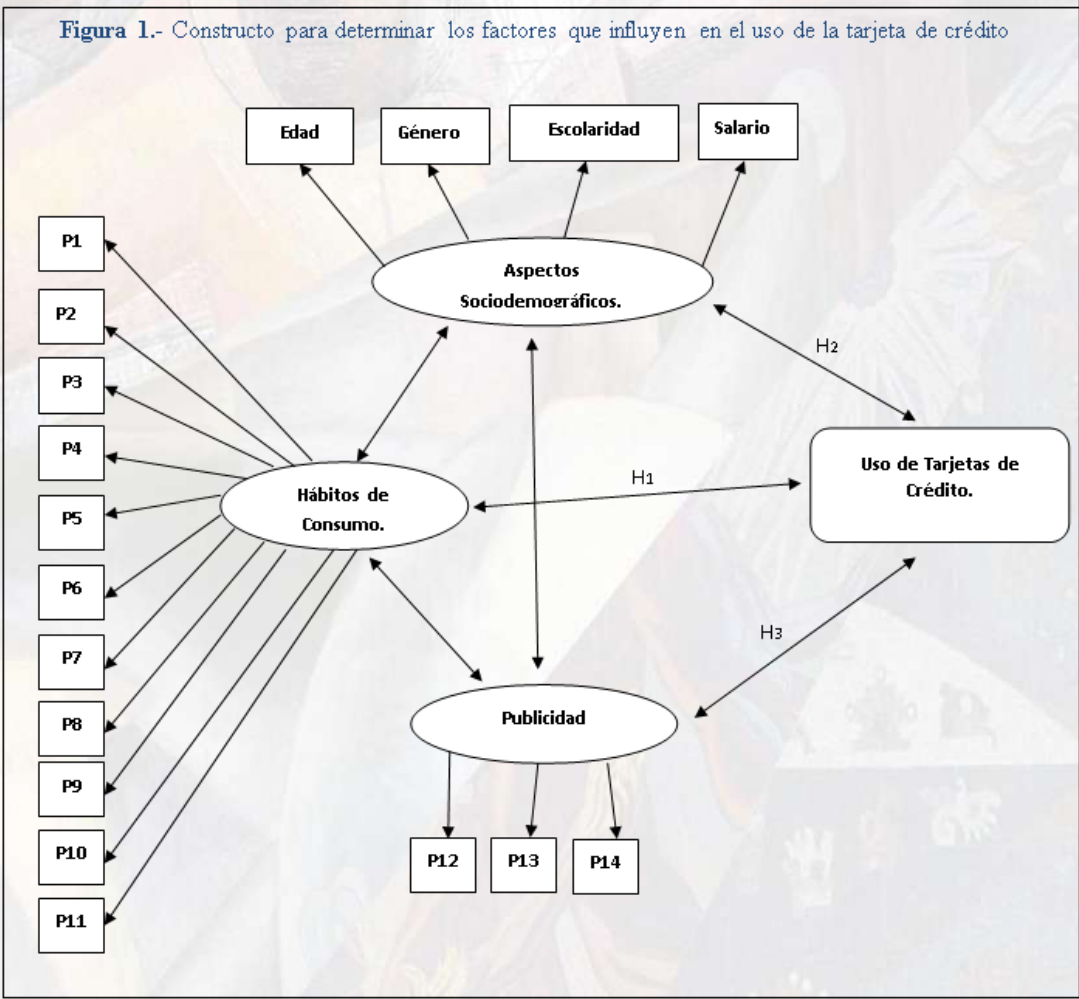 Figura 1.- Constructo para determinar los factores que influyen en el uso de la tarjeta de crédito
Edad
Género
Escolaridad
Salario
P1
P2
P3
P4
P5
P6
P7
P8
P9
P10
P11
Aspectos
Sociodemográficos.
H2
Hábitos de
Consumo.
H1
Uso de Tarjetas de
Crédito.
H3
Publicidad
P12
P13
P14